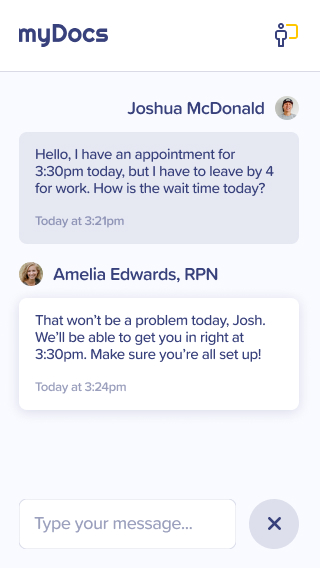 myDocs
Joshua McDonald
Hello, I have an appointment for
3:30pm today, but I have to leave by 4
for work. How is the wait time today?
Today at 3:21pm
Amelia Edwards, RPN
That won’t be a problem today, Josh.
We’ll be able to get you in right at
3:30pm. Make sure you’re all set up!
Today at 3:24pm
Type your message...